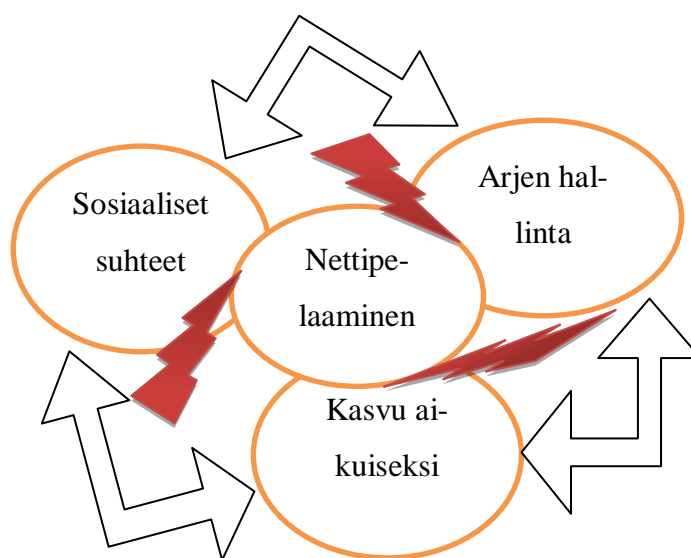 Sosiaaliset
suhteet
Arjen hal-
linta
Nettipe-
laaminen
Kasvu ai-
kuiseksi